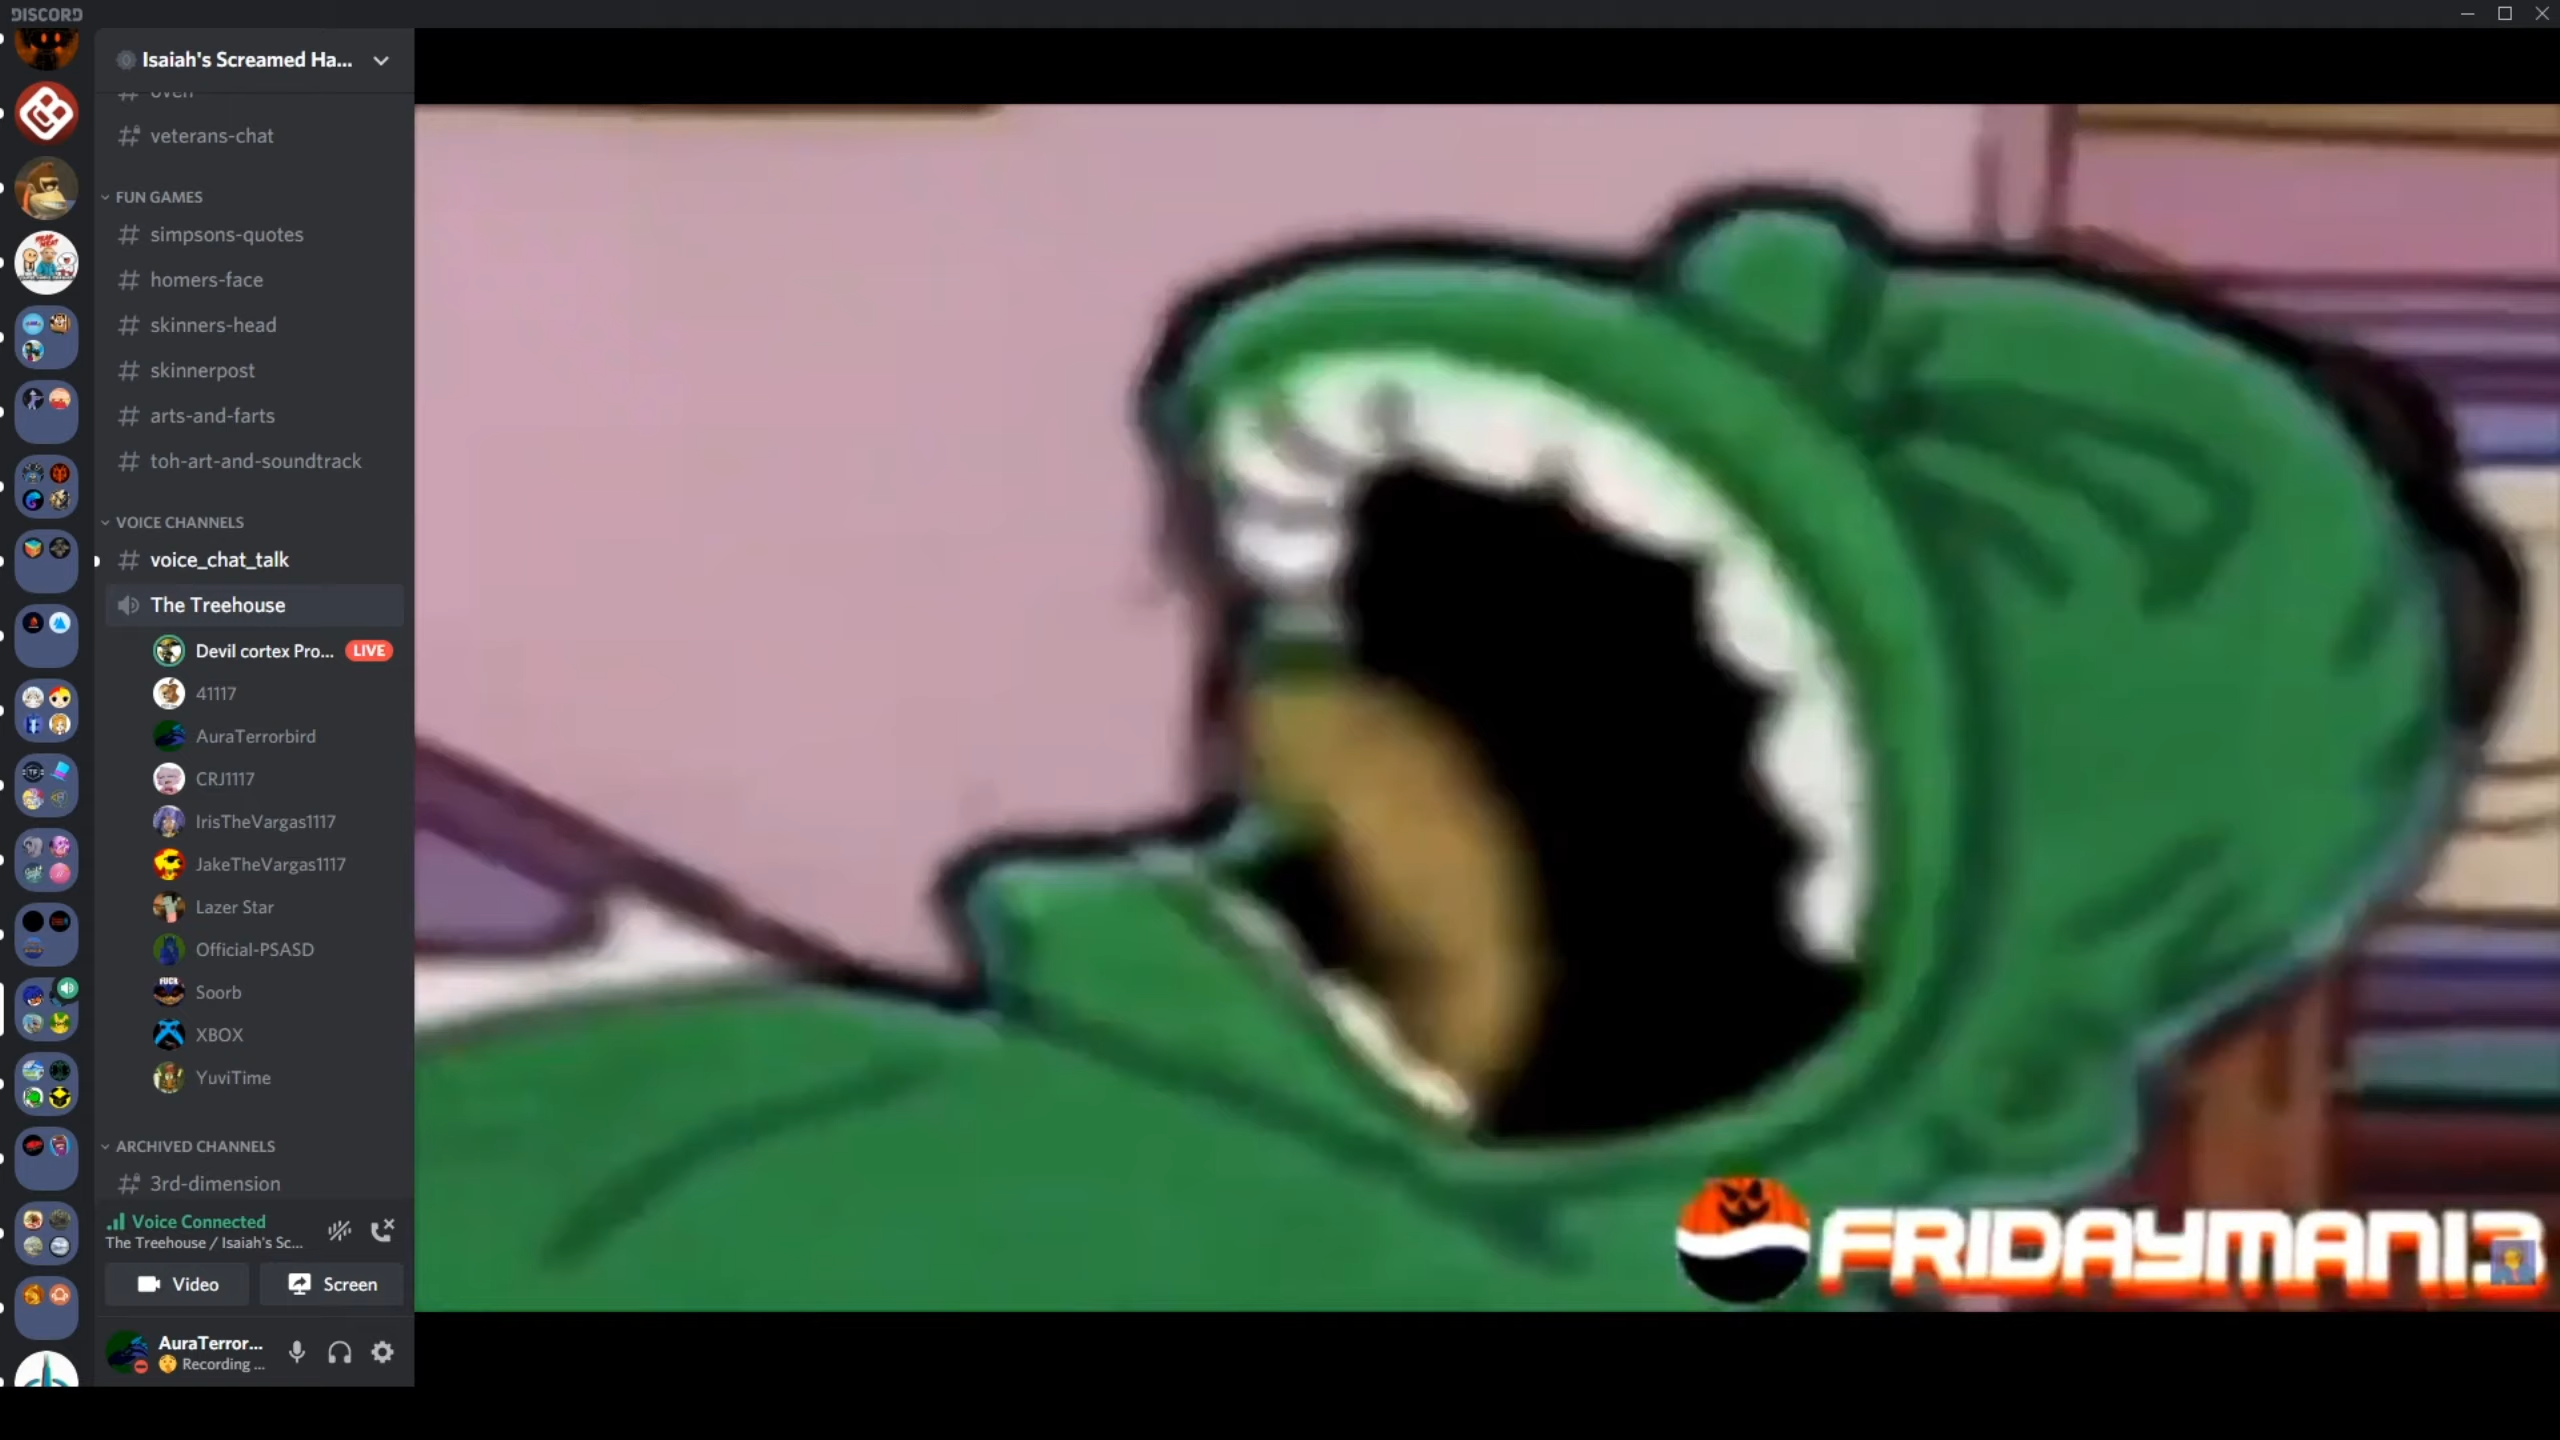 DISCORD
Isaiah's Screamed Ha...
oven
veterans-chat
FUN GAMES
simpsons-quotes
homers-face
skinners-head
skinnerpost
arts-and-farts
toh-art-and-soundtrack
VOICE CHANNELS
voice_chat_talk
The Treehouse
Devil cortex Pro... LIVE
41117
AuraTerrorbird
CRJ1117
IrisTheVargas1117
JakeTheVargas1117
Lazer Star
Official-PSASD
Soorb
XBOX
YuviTime
ARCHIVED CHANNELS
3rd-dimension
Voice Connected
The Treehouse / Isaiah's Sc...
Video Screen
AuraTerror...
Recording ...
FRIDAYMAN13